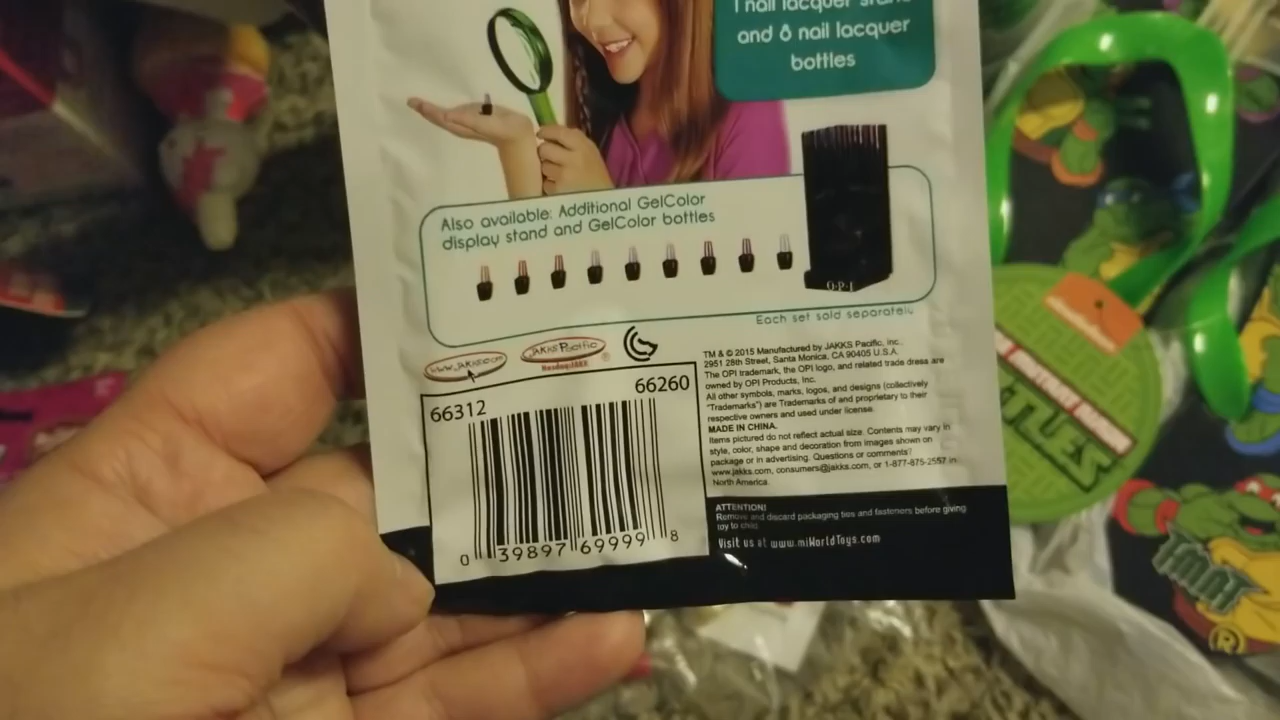 1 nail lacquer stand
and 8 nail lacquer
bottles
Also available: Additional GelColor
display stand and GelColor bottles
O·P·I
Each set sold separately
www.jakks.com
JAKKS Pacific ®
Nasdaq:JAKK
66312
66260
0 39897 69999 8
TM & © 2015 Manufactured by JAKKS Pacific, Inc.,
2951 28th Street, Santa Monica, CA 90405 U.S.A.
The OPI trademark, the OPI logo, and related trade dress are
owned by OPI Products, Inc.
All other symbols, marks, logos, and designs (collectively
"Trademarks") are Trademarks of and proprietary to their
respective owners and used under license.
MADE IN CHINA.
Items pictured do not reflect actual size. Contents may vary in
style, color, shape and decoration from images shown on
package or in advertising. Questions or comments?
www.jakks.com, consumers@jakks.com, or 1-877-875-2557 in
North America.
ATTENTION!
Remove and discard packaging ties and fasteners before giving
toy to child.
Visit us at www.miWorldToys.com
nickelodeon
MUTANT NINJA
TMNT
®